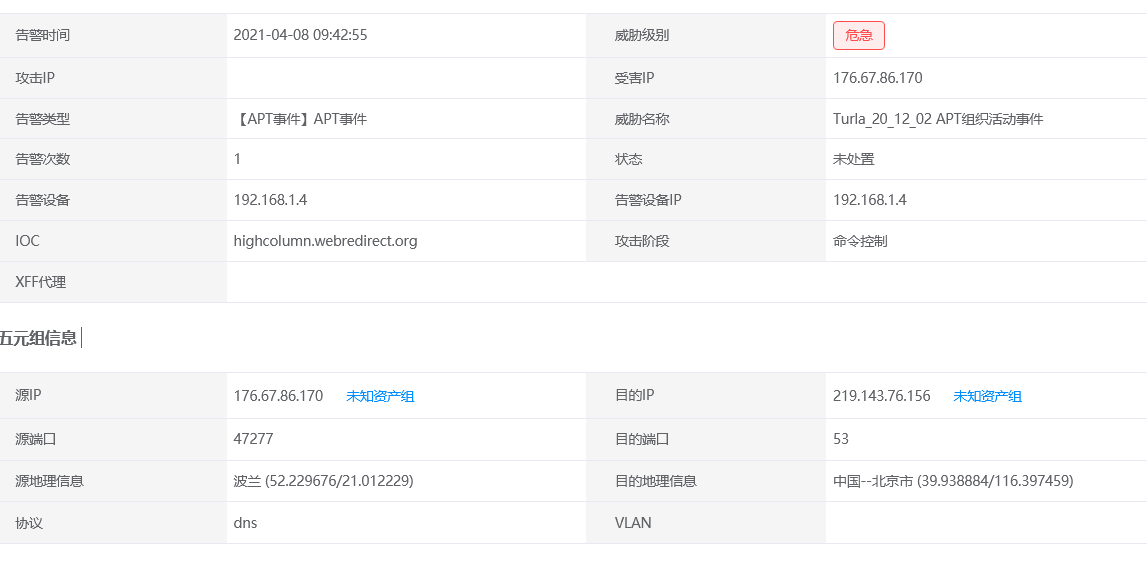 告警时间 2021-04-08 09:42:55 威胁级别 危急
攻击IP 受害IP 176.67.86.170
告警类型 【APT事件】APT事件 威胁名称 Turla_20_12_02 APT组织活动事件
告警次数 1 状态 未处置
告警设备 192.168.1.4 告警设备IP 192.168.1.4
IOC highcolumn.webredirect.org 攻击阶段 命令控制
XFF代理
五元组信息
源IP 176.67.86.170 未知资产组 目的IP 219.143.76.156 未知资产组
源端口 47277 目的端口 53
源地理信息 波兰 (52.229676/21.012229) 目的地理信息 中国--北京市 (39.938884/116.397459)
协议 dns VLAN